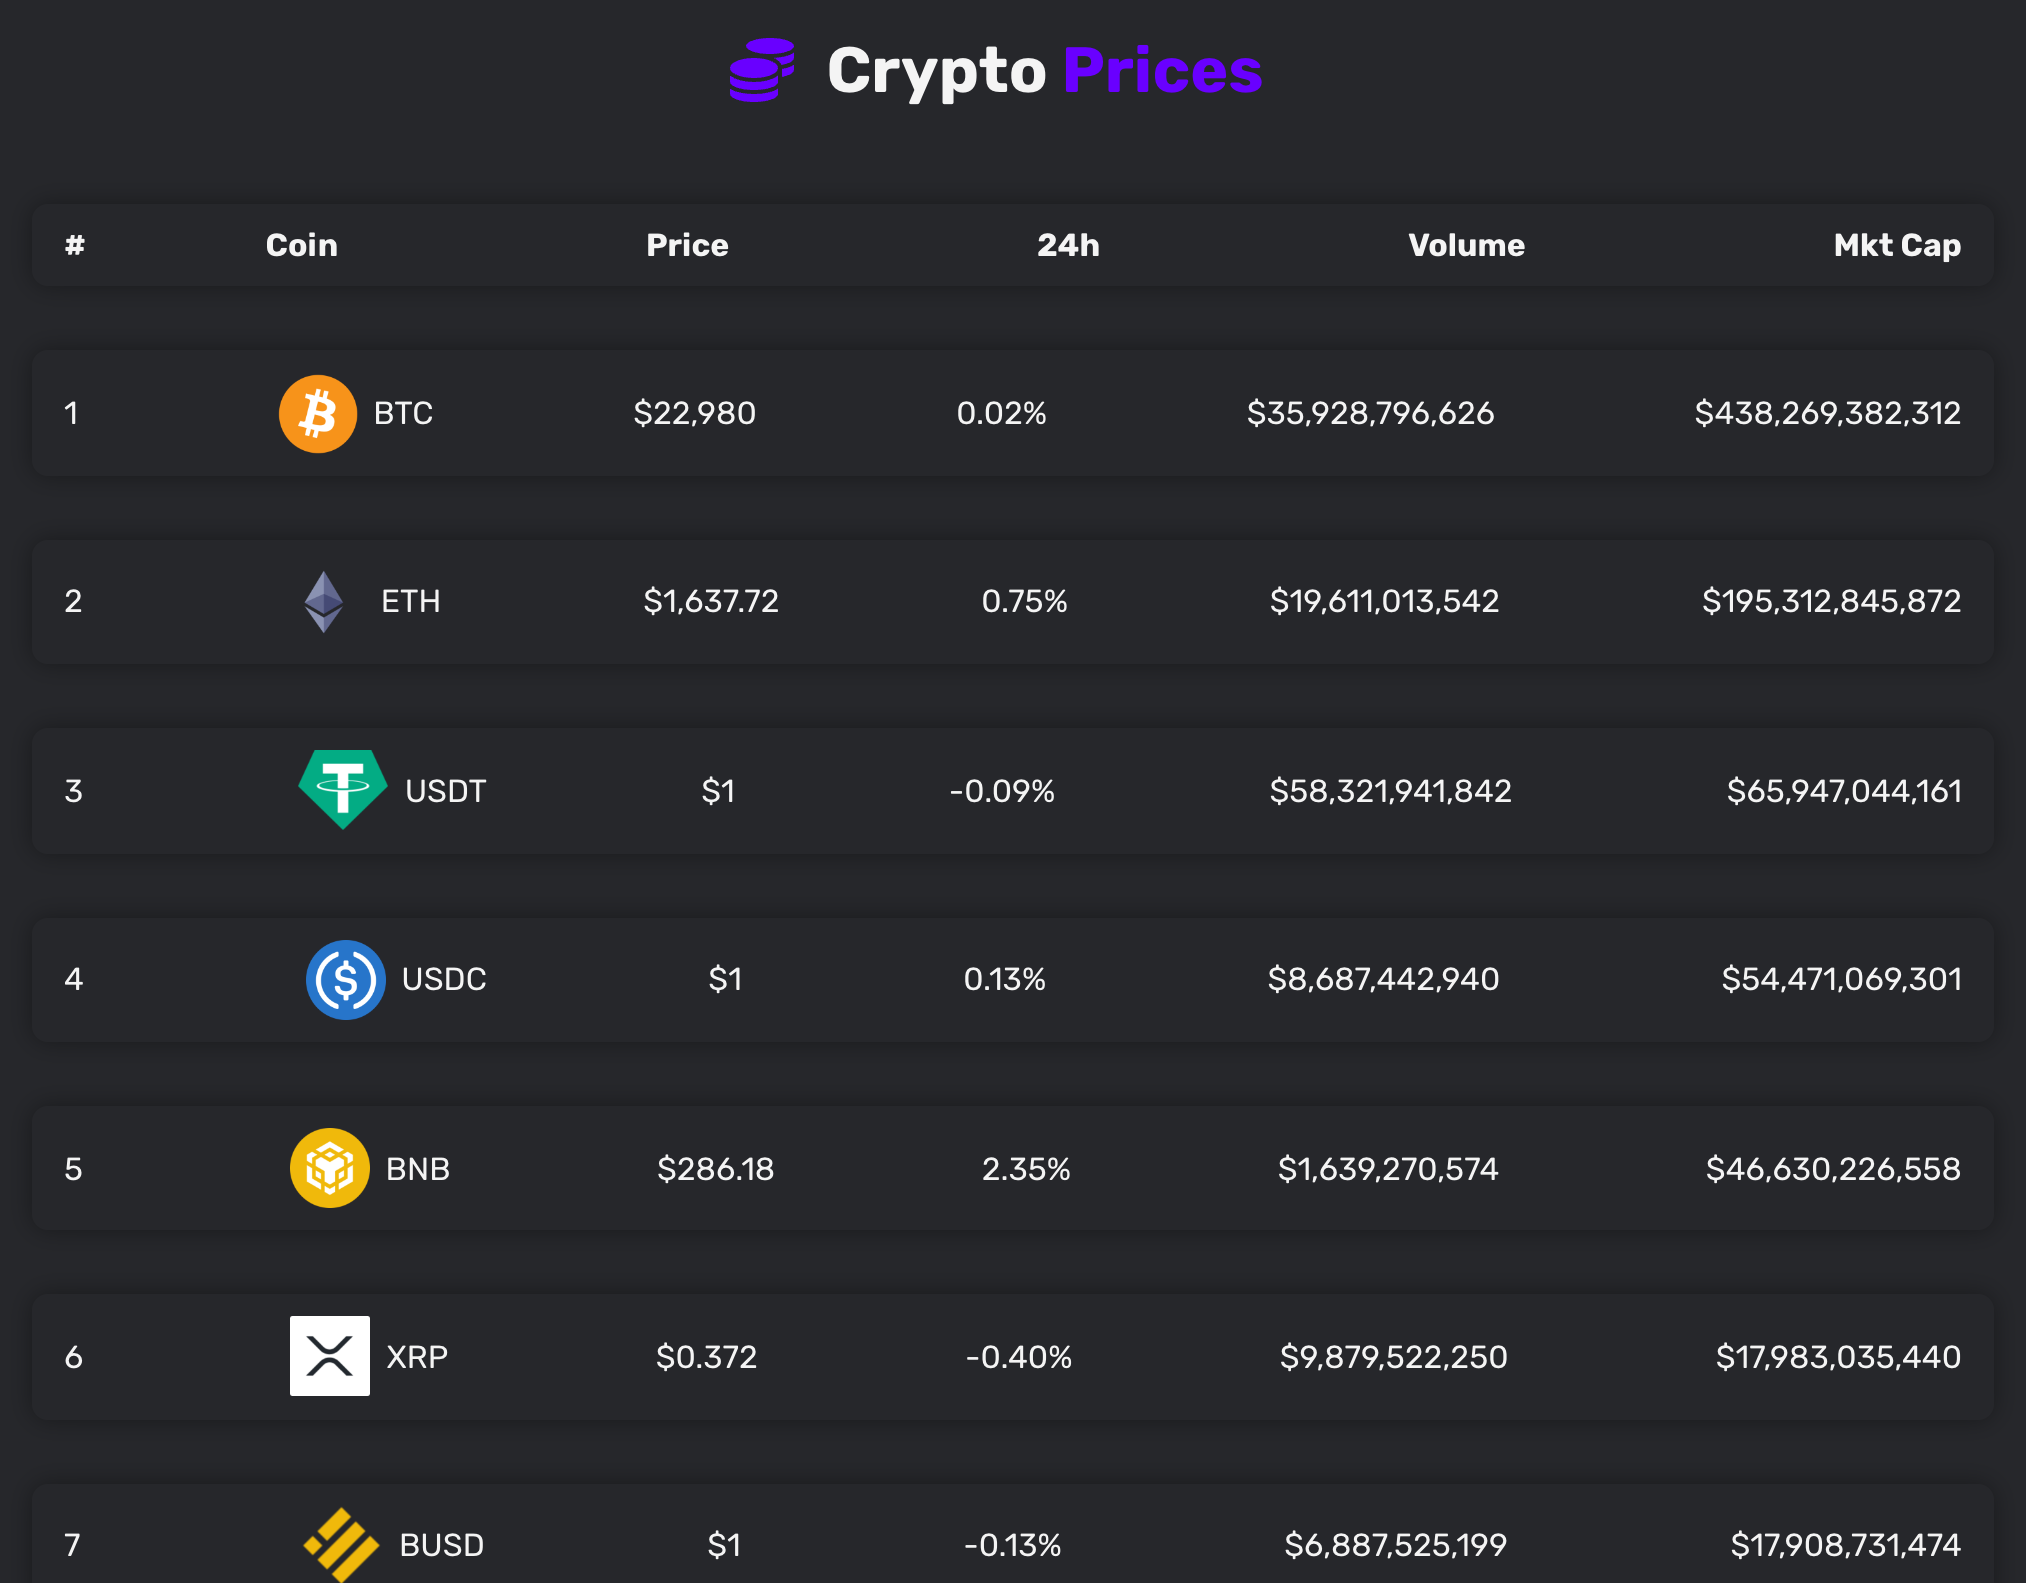 Crypto Prices
# Coin Price 24h Volume Mkt Cap
1 BTC $22,980 0.02% $35,928,796,626 $438,269,382,312
2 ETH $1,637.72 0.75% $19,611,013,542 $195,312,845,872
3 USDT $1 -0.09% $58,321,941,842 $65,947,044,161
4 USDC $1 0.13% $8,687,442,940 $54,471,069,301
5 BNB $286.18 2.35% $1,639,270,574 $46,630,226,558
6 XRP $0.372 -0.40% $9,879,522,250 $17,983,035,440
7 BUSD $1 -0.13% $6,887,525,199 $17,908,731,474